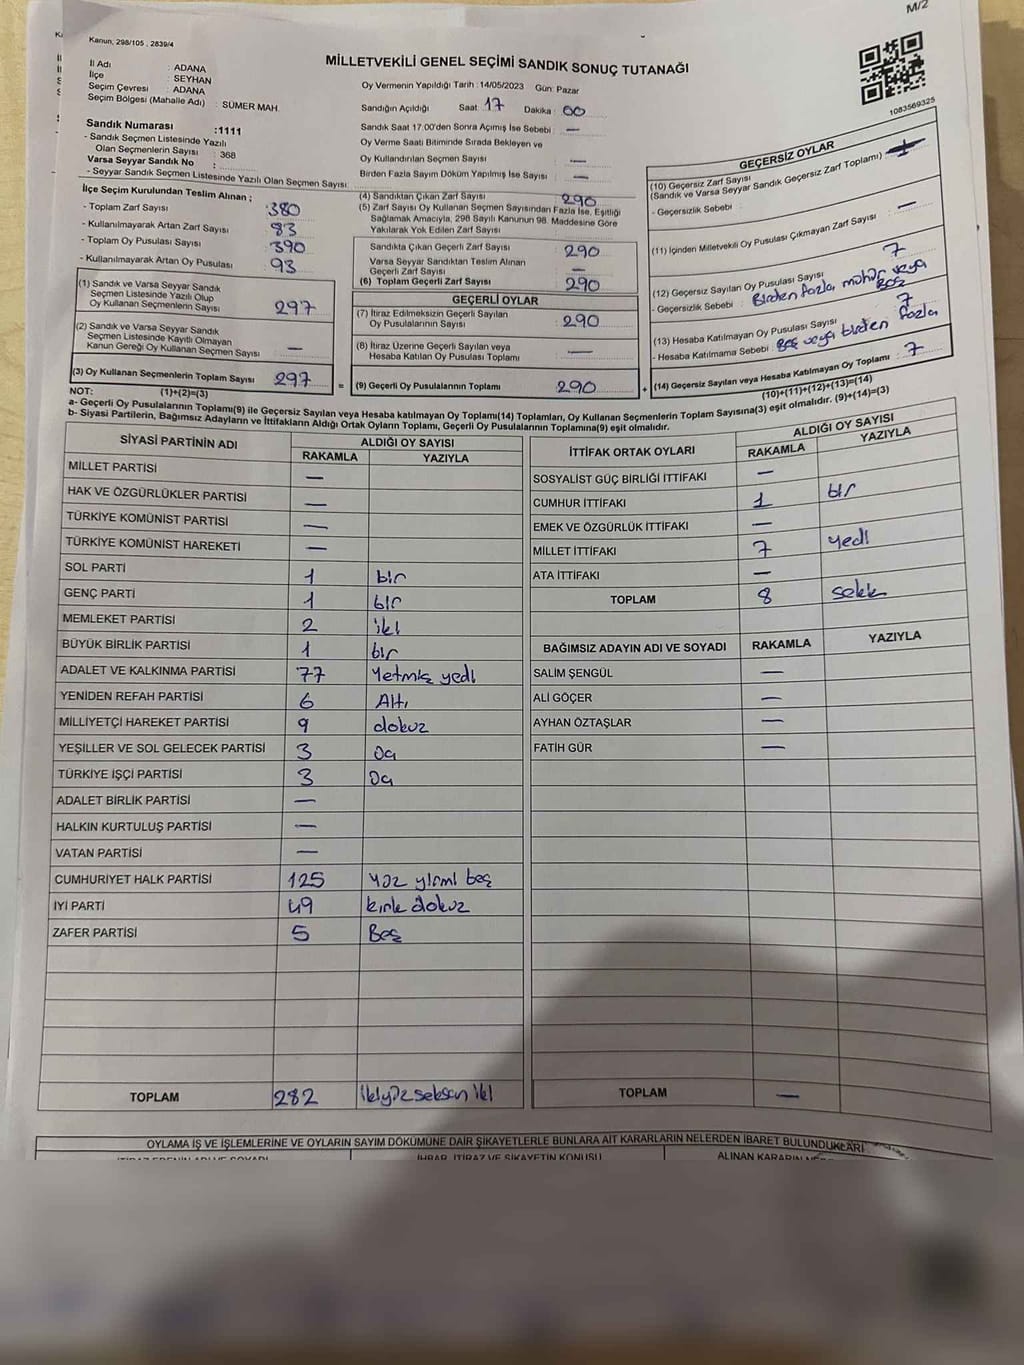 M/2
Kanun, 298/105 , 2839/4
MİLLETVEKİLİ GENEL SEÇİMİ SANDIK SONUÇ TUTANAĞI
1083569325
İl Adı : ADANA
İlçe : SEYHAN
Seçim Çevresi : ADANA
Seçim Bölgesi (Mahalle Adı) : SÜMER MAH.
Sandık Numarası :1111
- Sandık Seçmen Listesinde Yazılı
Olan Seçmenlerin Sayısı : 368
Varsa Seyyar Sandık No :
- Seyyar Sandık Seçmen Listesinde Yazılı Olan Seçmen Sayısı:
Oy Vermenin Yapıldığı Tarih : 14/05/2023 Gün: Pazar
Sandığın Açıldığı Saat 17 Dakika : 00
Sandık Saat 17.00'den Sonra Açımış İse Sebebi : —
Oy Verme Saati Bitiminde Sırada Bekleyen ve
Oy Kullandırılan Seçmen Sayısı : —
Birden Fazla Sayım Döküm Yapılmış İse Sayısı : —
İlçe Seçim Kurulundan Teslim Alınan ;
- Toplam Zarf Sayısı : 380
- Kullanılmayarak Artan Zarf Sayısı : 83
- Toplam Oy Pusulası Sayısı : 390
- Kullanılmayarak Artan Oy Pusulası : 93
(1) Sandık ve Varsa Seyyar Sandık
Seçmen Listesinde Yazılı Olup
Oy Kullanan Seçmenlerin Sayısı : 297
(2) Sandık ve Varsa Seyyar Sandık
Seçmen Listesinde Kayıtlı Olmayan
Kanun Gereği Oy Kullanan Seçmen Sayısı : —
(3) Oy Kullanan Seçmenlerin Toplam Sayısı : 297
(1)+(2)=(3)
(4) Sandıktan Çıkan Zarf Sayısı : 290
(5) Zarf Sayısı Oy Kullanan Seçmen Sayısından Fazla İse, Eşitliği
Sağlamak Amacıyla, 298 Sayılı Kanunun 98. Maddesine Göre
Yakılarak Yok Edilen Zarf Sayısı :
Sandıkta Çıkan Geçerli Zarf Sayısı : 290
Varsa Seyyar Sandıktan Teslim Alınan
Geçerli Zarf Sayısı : —
(6) Toplam Geçerli Zarf Sayısı : 290
GEÇERLİ OYLAR
(7) İtiraz Edilmeksizin Geçerli Sayılan
Oy Pusulalarının Sayısı : 290
(8) İtiraz Üzerine Geçerli Sayılan veya
Hesaba Katılan Oy Pusulası Toplamı : —
= (9) Geçerli Oy Pusulalarının Toplamı : 290
GEÇERSİZ OYLAR
(10) Geçersiz Zarf Sayısı
(Sandık ve Varsa Seyyar Sandık Geçersiz Zarf Toplamı) : —
- Geçersizlik Sebebi :
(11) İçinden Milletvekili Oy Pusulası Çıkmayan Zarf Sayısı : —
(12) Geçersiz Sayılan Oy Pusulası Sayısı : 7
- Geçersizlik Sebebi : Birden fazla mühür veya boş
(13) Hesaba Katılmayan Oy Pusulası Sayısı : 7
- Hesaba Katılmama Sebebi : Boş veya birden fazla
+ (14) Geçersiz Sayılan veya Hesaba Katılmayan Oy Toplamı : 7
(10)+(11)+(12)+(13)=(14)
NOT:
a- Geçerli Oy Pusulalarının Toplamı(9) ile Geçersiz Sayılan veya Hesaba katılmayan Oy Toplamı(14) Toplamları, Oy Kullanan Seçmenlerin Toplam Sayısına(3) eşit olmalıdır. (9)+(14)=(3)
b- Siyasi Partilerin, Bağımsız Adayların ve İttifakların Aldığı Ortak Oyların Toplamı, Geçerli Oy Pusulalarının Toplamına(9) eşit olmalıdır.
SİYASİ PARTİNİN ADI ALDIĞI OY SAYISI
RAKAMLA YAZIYLA
MİLLET PARTİSİ —
HAK VE ÖZGÜRLÜKLER PARTİSİ —
TÜRKİYE KOMÜNİST PARTİSİ —
TÜRKİYE KOMÜNİST HAREKETİ —
SOL PARTİ 1 bir
GENÇ PARTİ 1 bir
MEMLEKET PARTİSİ 2 iki
BÜYÜK BİRLİK PARTİSİ 1 bir
ADALET VE KALKINMA PARTİSİ 77 Yetmiş yedi
YENİDEN REFAH PARTİSİ 6 Altı
MİLLİYETÇİ HAREKET PARTİSİ 9 dokuz
YEŞİLLER VE SOL GELECEK PARTİSİ 3 Üç
TÜRKİYE İŞÇİ PARTİSİ 3 Üç
ADALET BİRLİK PARTİSİ —
HALKIN KURTULUŞ PARTİSİ —
VATAN PARTİSİ —
CUMHURİYET HALK PARTİSİ 125 Yüz yirmi beş
İYİ PARTİ 49 kırk dokuz
ZAFER PARTİSİ 5 Beş
TOPLAM 282 ikiyüz seksen iki
İTTİFAK ORTAK OYLARI ALDIĞI OY SAYISI
RAKAMLA YAZIYLA
SOSYALİST GÜÇ BİRLİĞİ İTTİFAKI —
CUMHUR İTTİFAKI 1 bir
EMEK VE ÖZGÜRLÜK İTTİFAKI —
MİLLET İTTİFAKI 7 yedi
ATA İTTİFAKI —
TOPLAM 8 sekiz
BAĞIMSIZ ADAYIN ADI VE SOYADI RAKAMLA YAZIYLA
SALİM ŞENGÜL —
ALİ GÖÇER —
AYHAN ÖZTAŞLAR —
FATİH GÜR —
TOPLAM —
OYLAMA İŞ VE İŞLEMLERİNE VE OYLARIN SAYIM DÖKÜMÜNE DAİR ŞİKAYETLERLE BUNLARA AİT KARARLARIN NELERDEN İBARET BULUNDUKLARI
İHBAR, İTİRAZ VE ŞİKAYETİN KONUSU